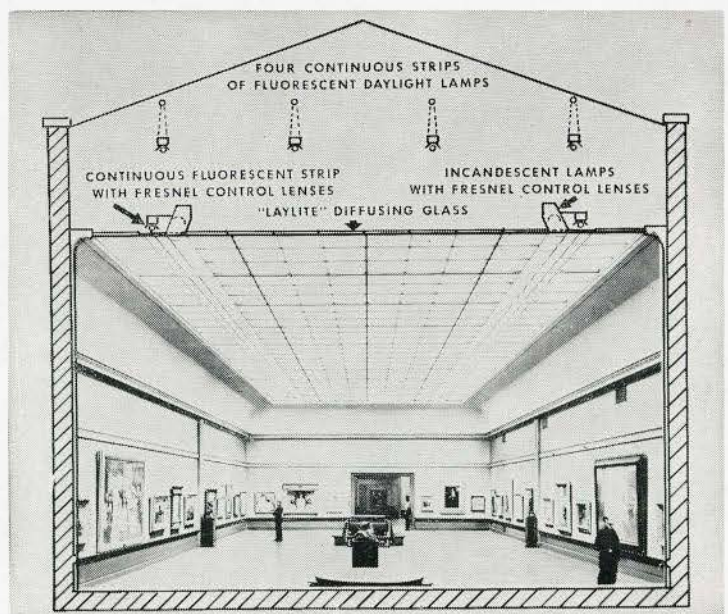 FOUR CONTINUOUS STRIPS
OF FLUORESCENT DAYLIGHT LAMPS
CONTINUOUS FLUORESCENT STRIP
WITH FRESNEL CONTROL LENSES
INCANDESCENT LAMPS
WITH FRESNEL CONTROL LENSES
"LAYLITE" DIFFUSING GLASS